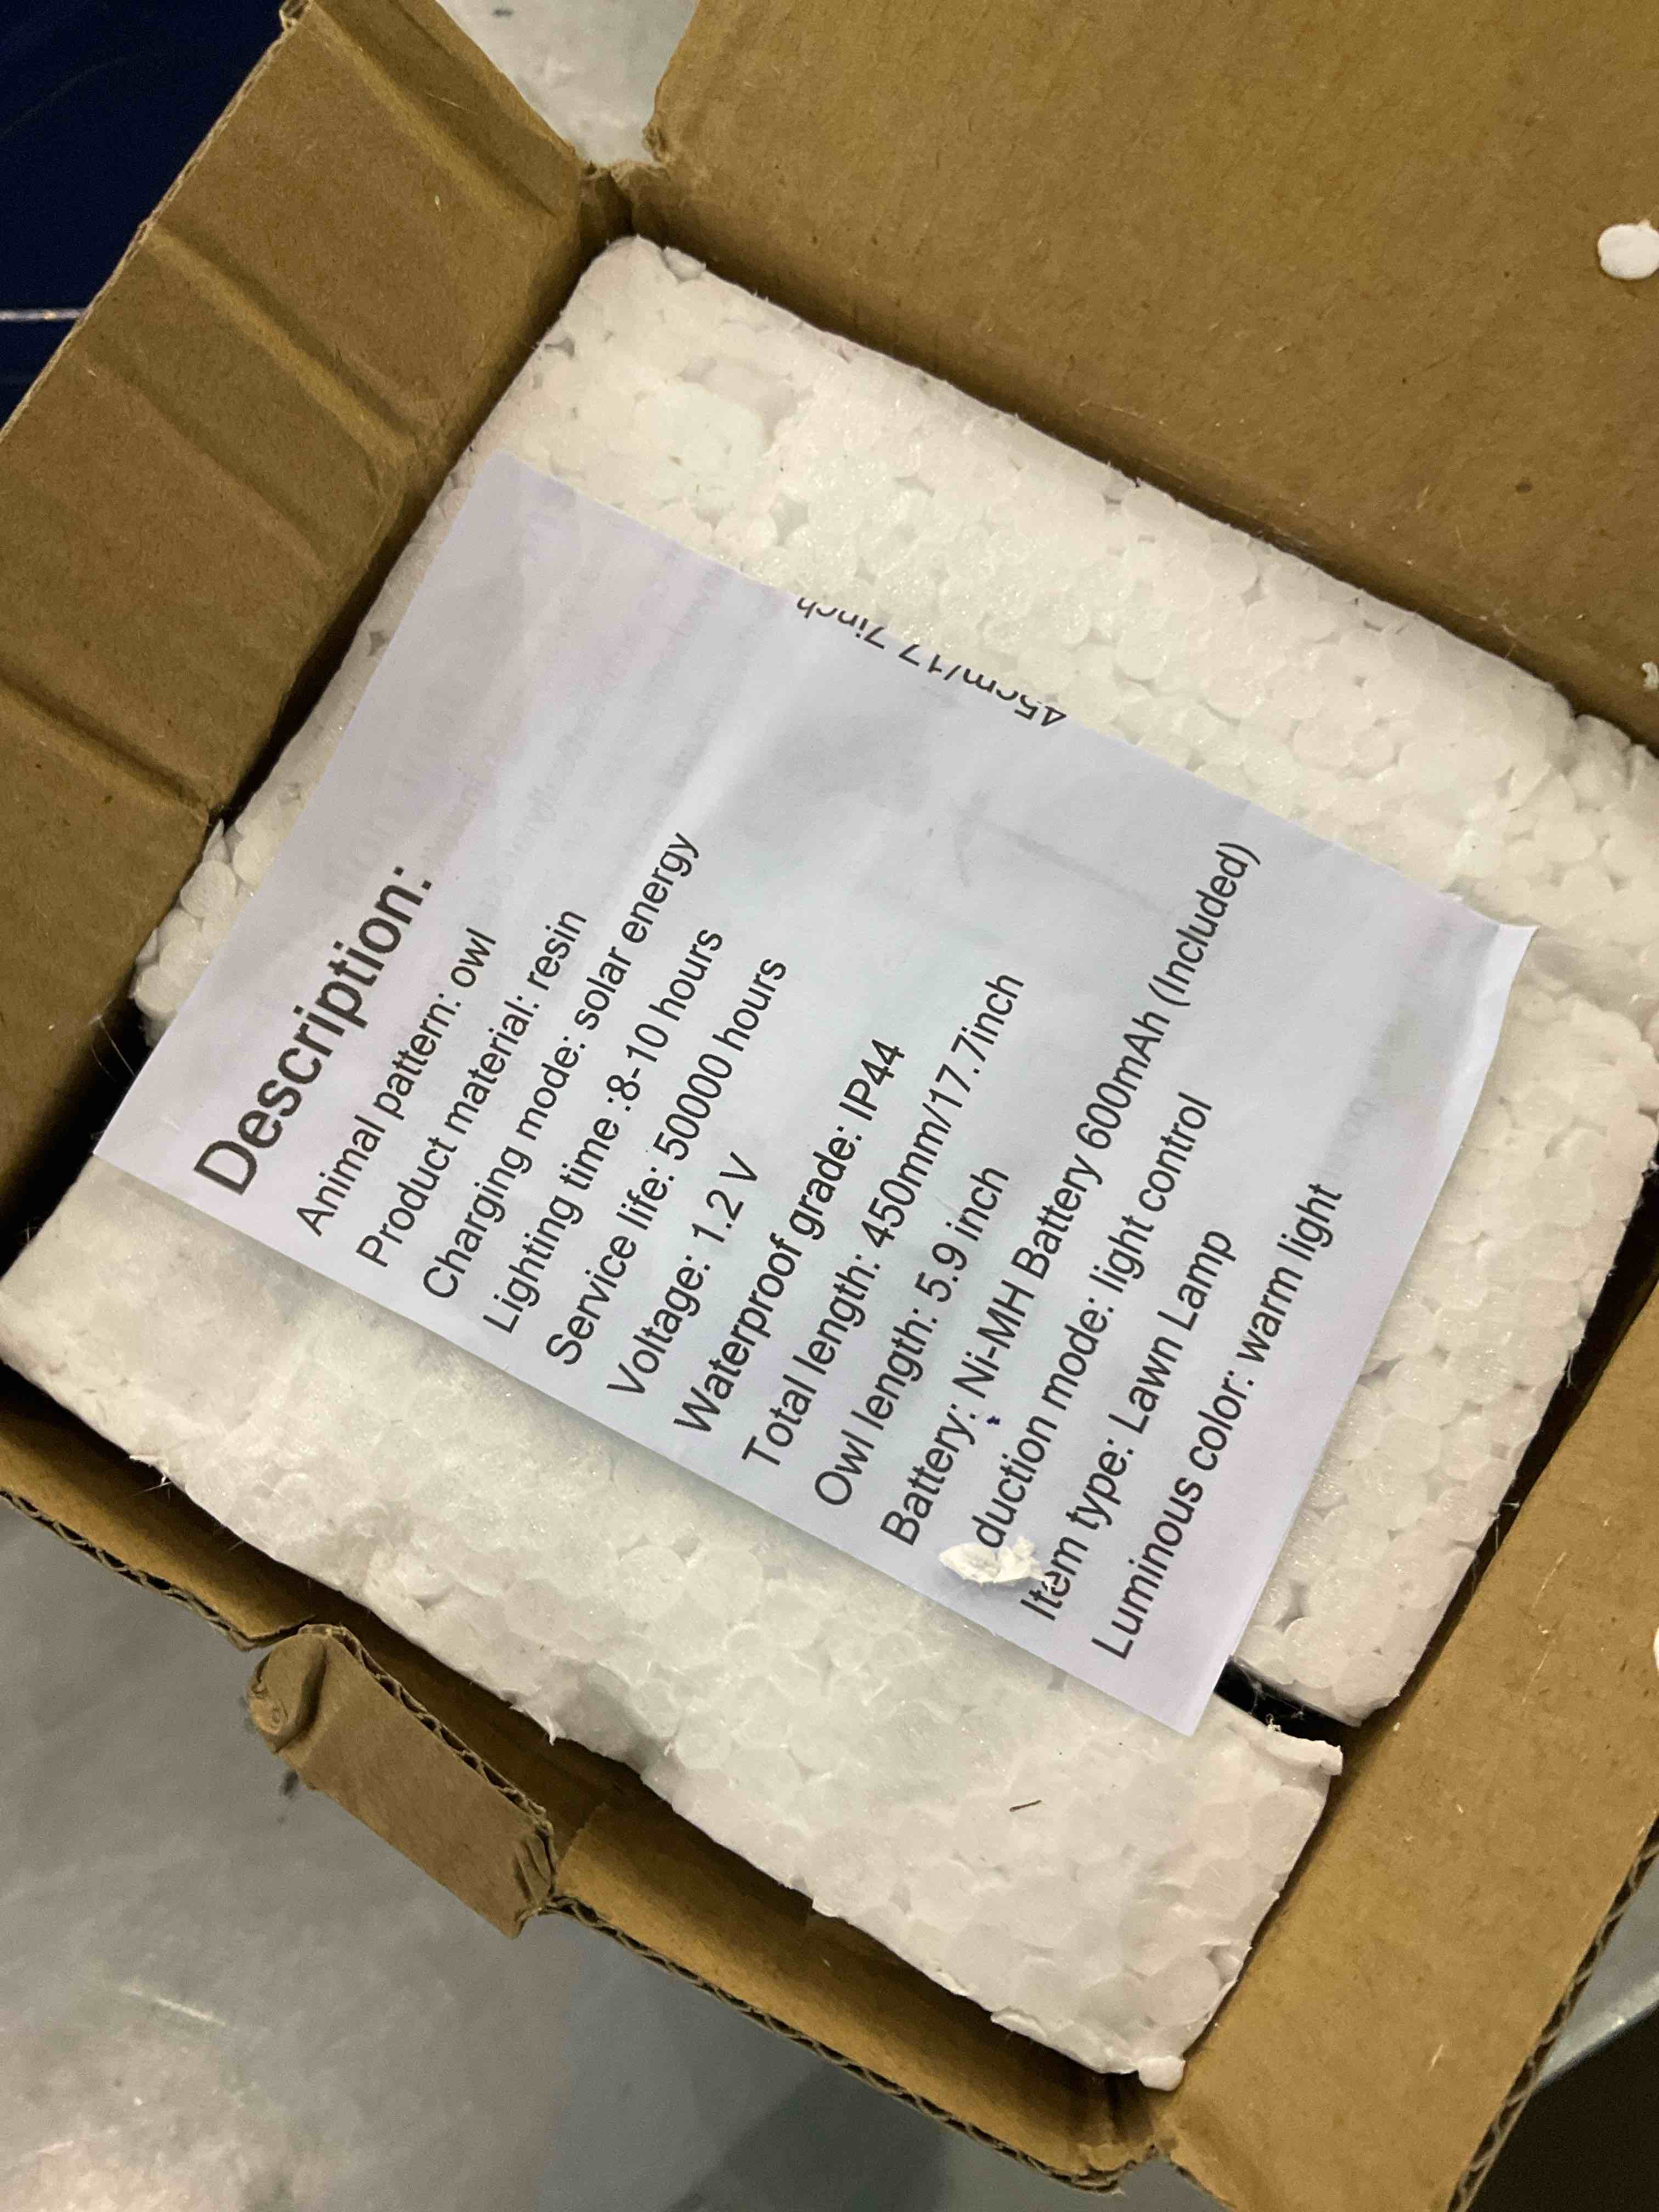 Description:
Animal pattern: owl
Product material: resin
Charging mode: solar energy
Lighting time :8-10 hours
Service life: 50000 hours
Voltage: 1.2 V
Waterproof grade: IP44
Total length: 450mm/17.7inch
Owl length: 5.9 inch
Battery: Ni-MH Battery 600mAh (Included)
duction mode: light control
Item type: Lawn Lamp
Luminous color: warm light
45cm/17.7inch